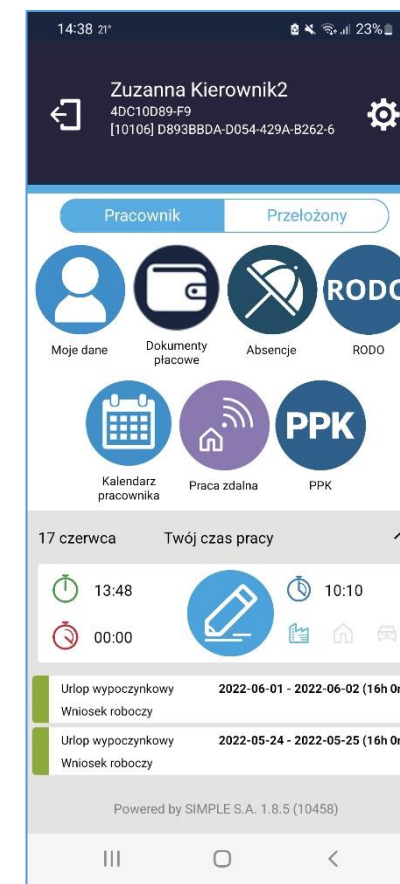 14:38 21° 23%
Zuzanna Kierownik2
4DC10D89-F9
[10106] D893BBDA-D054-429A-B262-6
Pracownik Przełożony
RODO
Moje dane Dokumenty płacowe Absencje RODO
PPK
Kalendarz pracownika Praca zdalna PPK
17 czerwca Twój czas pracy
13:48 10:10
00:00
Urlop wypoczynkowy 2022-06-01 - 2022-06-02 (16h 0
Wniosek roboczy
Urlop wypoczynkowy 2022-05-24 - 2022-05-25 (16h 0
Wniosek roboczy
Powered by SIMPLE S.A. 1.8.5 (10458)